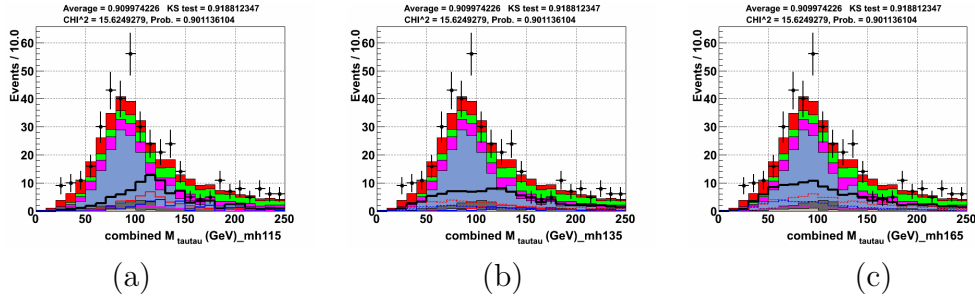 Average = 0.909974226 KS test = 0.918812347
CHI^2 = 15.6249279, Prob. = 0.901136104
Events / 10.0
60
50
40
30
20
10
0
0 50 100 150 200 250
combined M tautau (GeV)_mh115
(a)
Average = 0.909974226 KS test = 0.918812347
CHI^2 = 15.6249279, Prob. = 0.901136104
Events / 10.0
60
50
40
30
20
10
0
0 50 100 150 200 250
combined M tautau (GeV)_mh135
(b)
Average = 0.909974226 KS test = 0.918812347
CHI^2 = 15.6249279, Prob. = 0.901136104
Events / 10.0
60
50
40
30
20
10
0
0 50 100 150 200 250
combined M tautau (GeV)_mh165
(c)